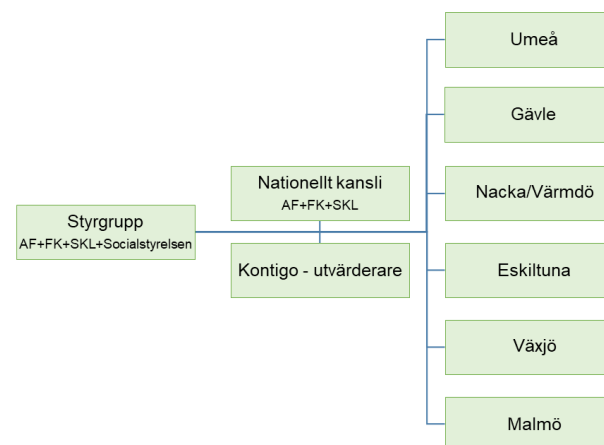 Styrgrupp
AF+FK+SKL+Socialstyrelsen
Nationellt kansli
AF+FK+SKL
Kontigo - utvärderare
Umeå
Gävle
Nacka/Värmdö
Eskiltuna
Växjö
Malmö